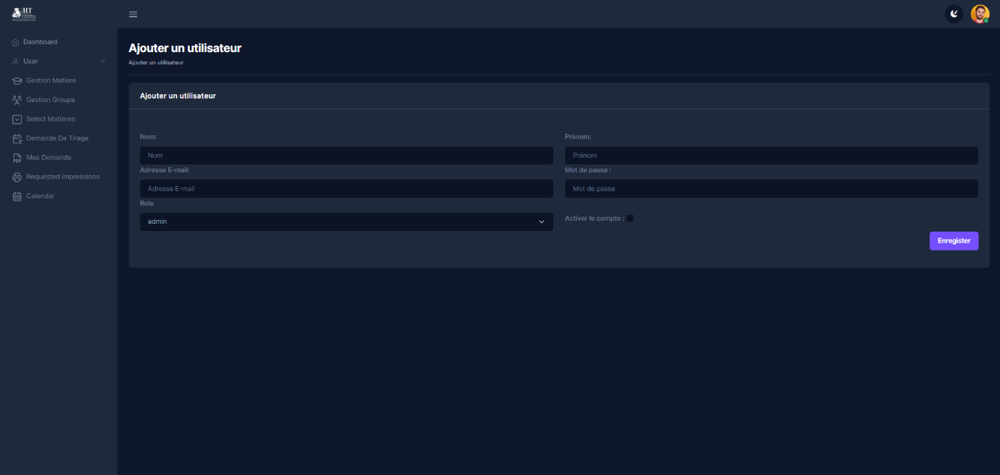 IIT
Dashboard
User
Gestion Matiere
Gestion Groups
Select Matieres
Demande De Tirage
Mes Demande
Requested impressions
Calendar
Ajouter un utilisateur
Ajouter un utilisateur
Ajouter un utilisateur
Nom:
Prénom:
Nom
Prénom
Adresse E-mail:
Mot de passe :
Adresse E-mail
Mot de passe
Role
admin
Activer le compte :
Enregister